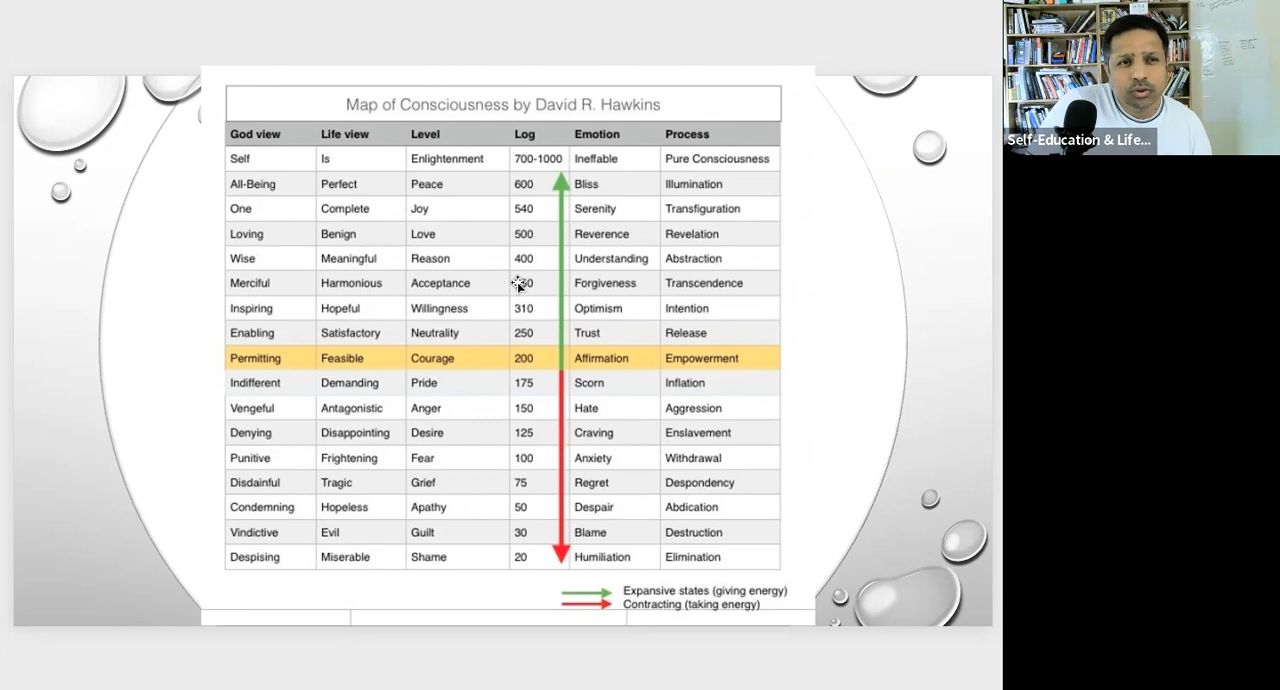 Map of Consciousness by David R. Hawkins
God view Life view Level Log Emotion Process
Self Is Enlightenment 700-1000 Ineffable Pure Consciousness
All-Being Perfect Peace 600 Bliss Illumination
One Complete Joy 540 Serenity Transfiguration
Loving Benign Love 500 Reverence Revelation
Wise Meaningful Reason 400 Understanding Abstraction
Merciful Harmonious Acceptance Forgiveness Transcendence
Inspiring Hopeful Willingness 310 Optimism Intention
Enabling Satisfactory Neutrality 250 Trust Release
Permitting Feasible Courage 200 Affirmation Empowerment
Indifferent Demanding Pride 175 Scorn Inflation
Vengeful Antagonistic Anger 150 Hate Aggression
Denying Disappointing Desire 125 Craving Enslavement
Punitive Frightening Fear 100 Anxiety Withdrawal
Disdainful Tragic Grief 75 Regret Despondency
Condemning Hopeless Apathy 50 Despair Abdication
Vindictive Evil Guilt 30 Blame Destruction
Despising Miserable Shame 20 Humiliation Elimination
Expansive states (giving energy)
Contracting (taking energy)
Self-Education & Life...